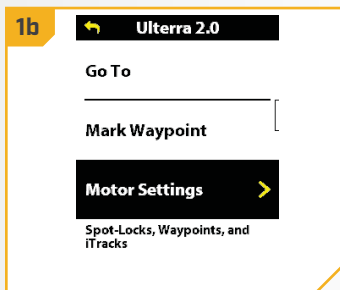 1b
Ulterra 2.0
Go To
Mark Waypoint
Motor Settings
Spot-Locks, Waypoints, and
iTracks